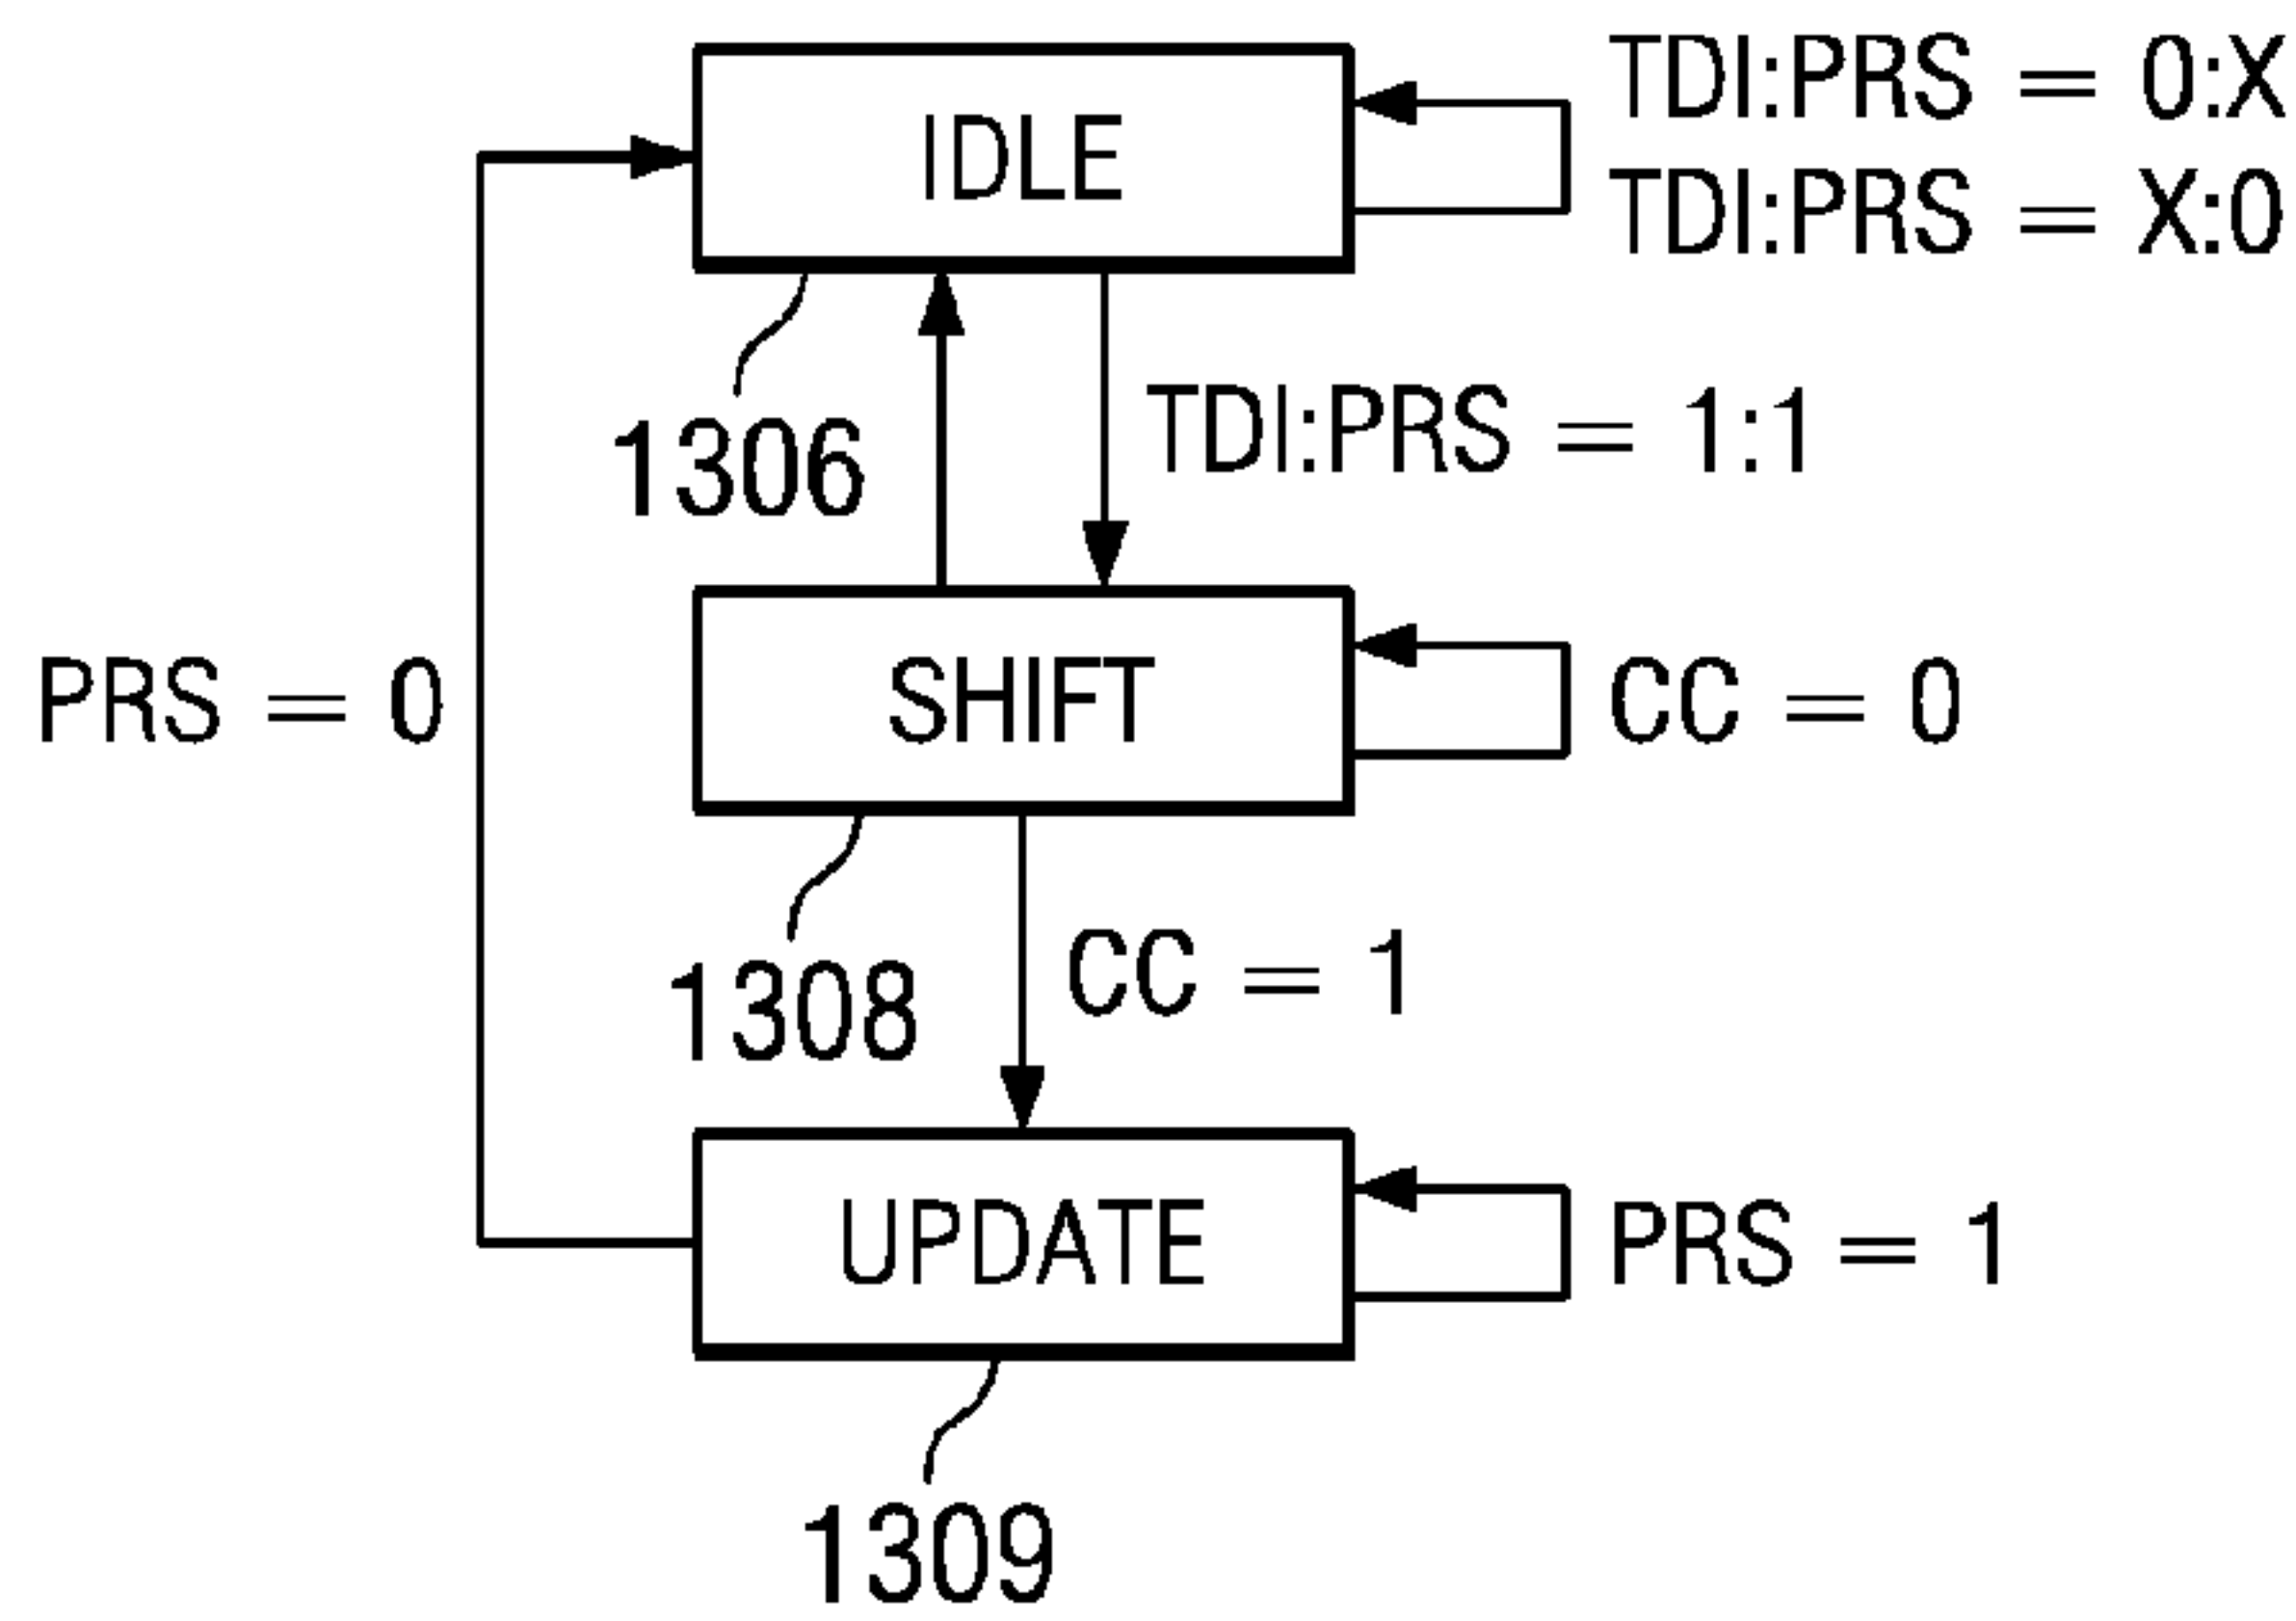 TDI:PRS = 0:X
IDLE
TDI:PRS = X:0
1306
TDI:PRS = 1:1
PRS = 0
SHIFT
CC = 0
1308
CC = 1
UPDATE
PRS = 1
1309